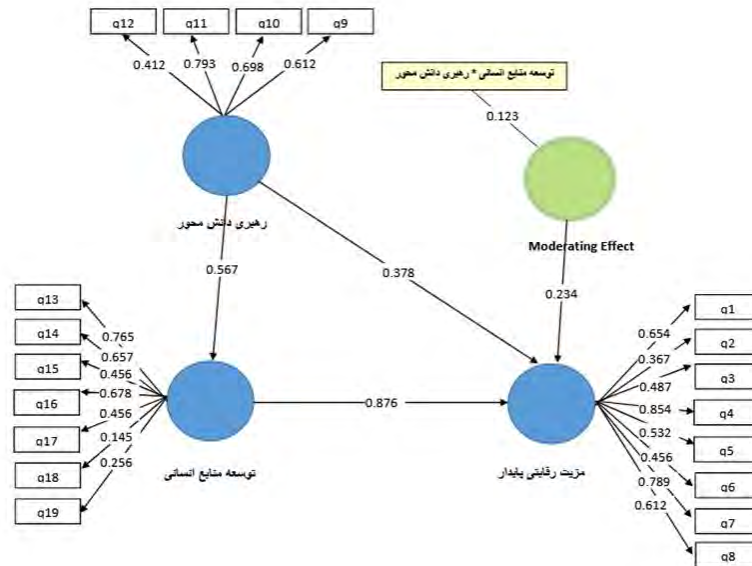 q12 q11 q10 q9
0.412 0.793 0.698 0.612
توسعه منابع انسانی * رهبری دانش محور
0.123
رهبری دانش محور
Moderating Effect
0.567
0.378
0.234
q13
q14
q15
q16
q17
q18
q19
0.765
0.657
0.456
0.678
0.456
0.145
0.256
توسعه منابع انسانی
0.876
مزیت رقابتی پایدار
0.654
0.367
0.487
0.854
0.532
0.456
0.789
0.612
q1
q2
q3
q4
q5
q6
q7
q8